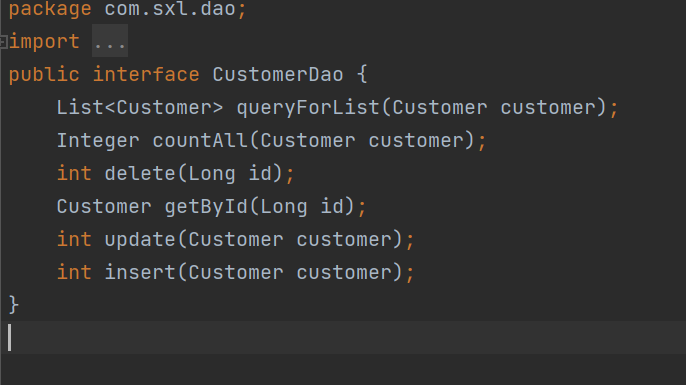 package com.sxl.dao;
import ...
public interface CustomerDao {
    List<Customer> queryForList(Customer customer);
    Integer countAll(Customer customer);
    int delete(Long id);
    Customer getById(Long id);
    int update(Customer customer);
    int insert(Customer customer);
}